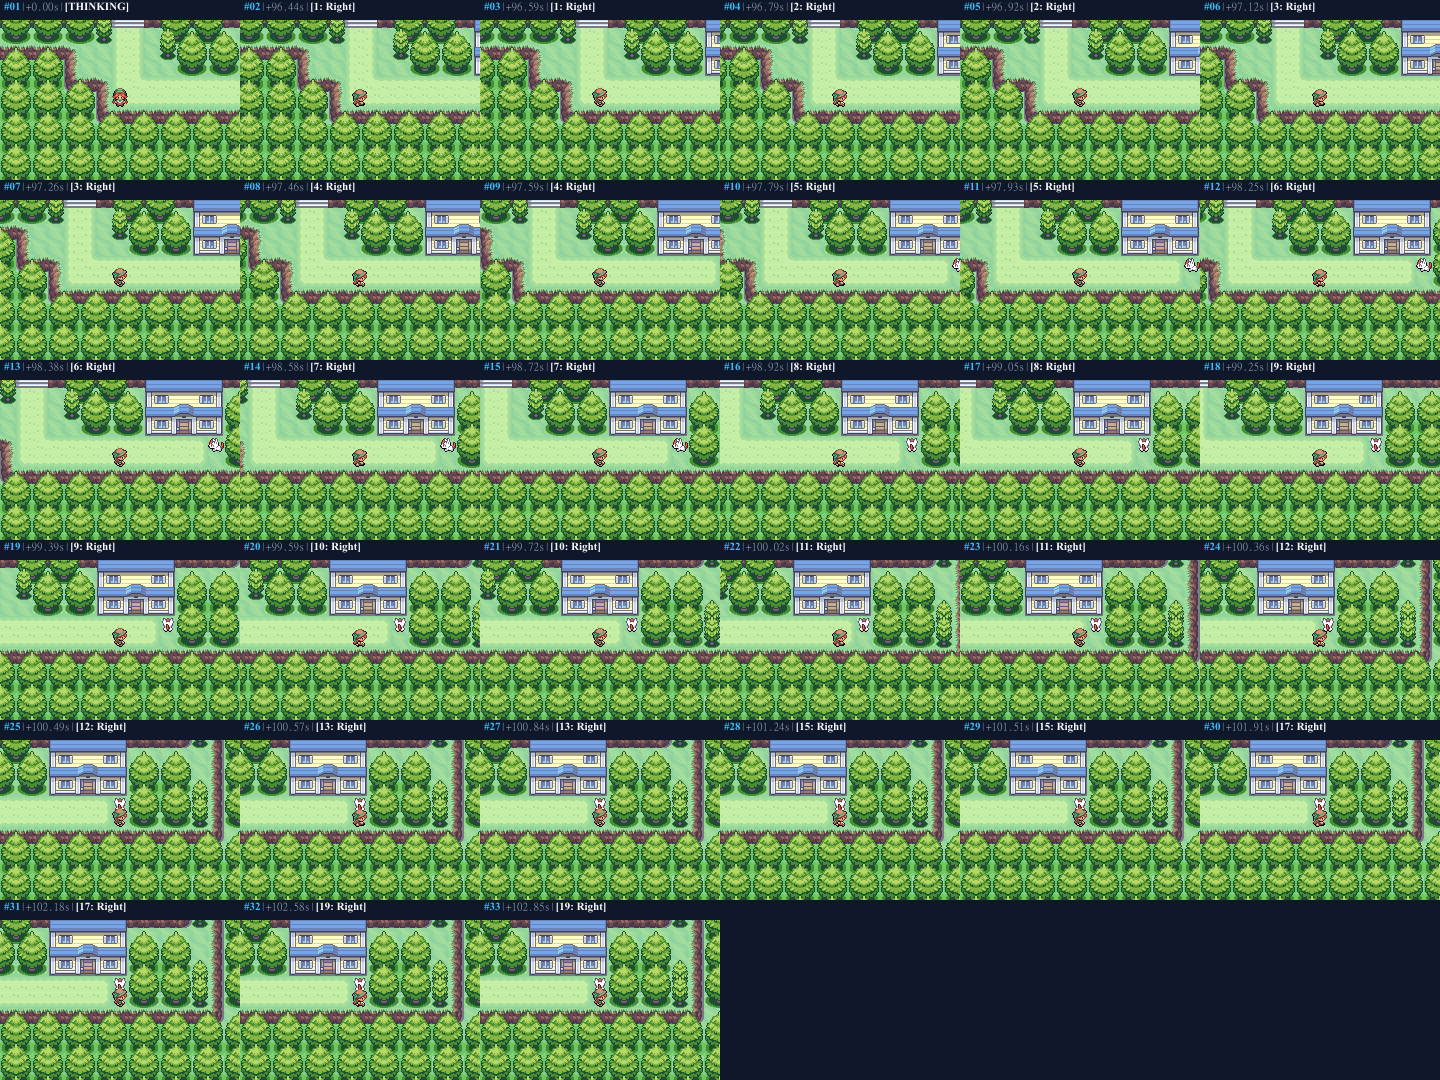 #01|+0.00s|[THINKING]
#02|+96.44s|[1: Right]
#03|+96.59s|[1: Right]
#04|+96.79s|[2: Right]
#05|+96.92s|[2: Right]
#06|+97.12s|[3: Right]
#07|+97.26s|[3: Right]
#08|+97.46s|[4: Right]
#09|+97.59s|[4: Right]
#10|+97.79s|[5: Right]
#11|+97.93s|[5: Right]
#12|+98.25s|[6: Right]
#13|+98.38s|[6: Right]
#14|+98.58s|[7: Right]
#15|+98.72s|[7: Right]
#16|+98.92s|[8: Right]
#17|+99.05s|[8: Right]
#18|+99.25s|[9: Right]
#19|+99.39s|[9: Right]
#20|+99.59s|[10: Right]
#21|+99.72s|[10: Right]
#22|+100.02s|[11: Right]
#23|+100.16s|[11: Right]
#24|+100.36s|[12: Right]
#25|+100.49s|[12: Right]
#26|+100.57s|[13: Right]
#27|+100.84s|[13: Right]
#28|+101.24s|[15: Right]
#29|+101.51s|[15: Right]
#30|+101.91s|[17: Right]
#31|+102.18s|[17: Right]
#32|+102.58s|[19: Right]
#33|+102.85s|[19: Right]